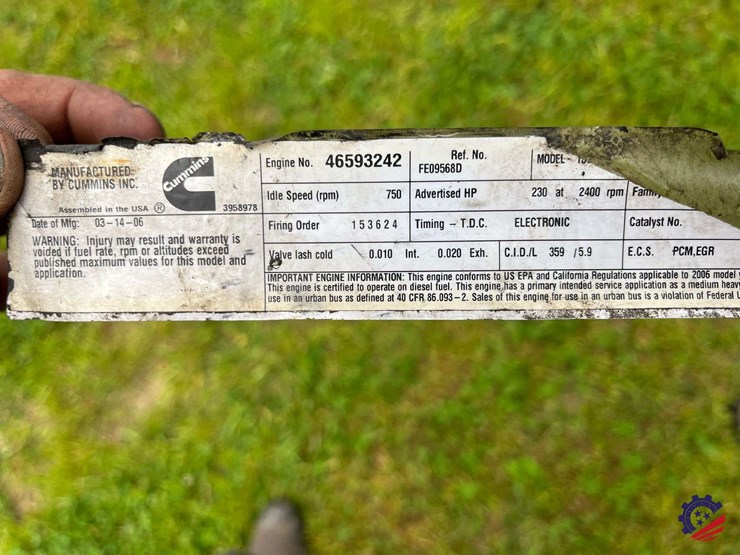 MANUFACTURED
BY CUMMINS INC.
Cummins
Assembled in the USA ® 3958978
Date of Mfg: 03-14-06
WARNING: Injury may result and warranty is
voided if fuel rate, rpm or altitudes exceed
published maximum values for this model and
application.
Engine No. 46593242
Ref. No.
FE09568D
MODEL -
Idle Speed (rpm) 750
Advertised HP 230 at 2400 rpm
Firing Order 1 5 3 6 2 4
Timing – T.D.C. ELECTRONIC
Catalyst No.
Valve lash cold 0.010 Int. 0.020 Exh.
C.I.D./L 359 / 5.9
E.C.S. PCM,EGR
IMPORTANT ENGINE INFORMATION: This engine conforms to US EPA and California Regulations applicable to 2006 model
This engine is certified to operate on diesel fuel. This engine has a primary intended service application as a medium
use in an urban bus as defined at 40 CFR 86.093–2. Sales of this engine for use in an urban bus is a violation of Federal